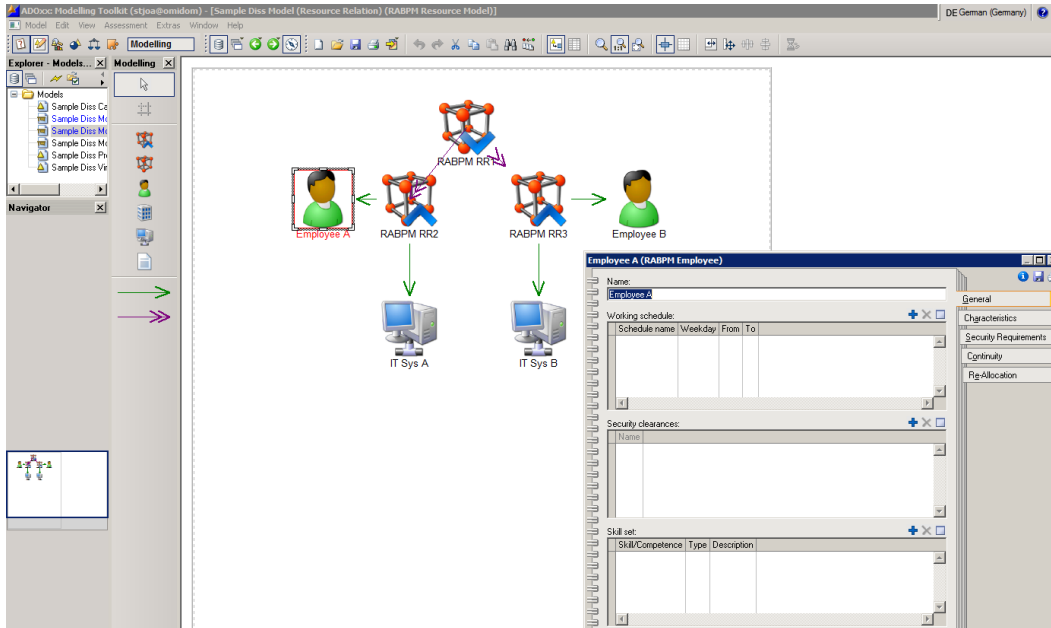 ADOxx: Modelling Toolkit (stjoa@omidom) - [Sample Diss Model (Resource Relation) (RABPM Resource Model)]
DE German (Germany)
Model Edit View Assessment Extras Window Help
Modelling
Explorer - Models...
Modelling
Models
Sample Diss Ca
Sample Diss Mo
Sample Diss Mo
Sample Diss Mo
Sample Diss Pr
Sample Diss Vir
Navigator
RABPM RR1
Employee A
RABPM RR2
RABPM RR3
Employee B
IT Sys A
IT Sys B
Employee A (RABPM Employee)
Name:
Employee A
Working schedule:
Schedule name Weekday From To
Security clearances:
Name
Skill set:
Skill/Competence Type Description
General
Characteristics
Security Requirements
Continuity
Re-Allocation